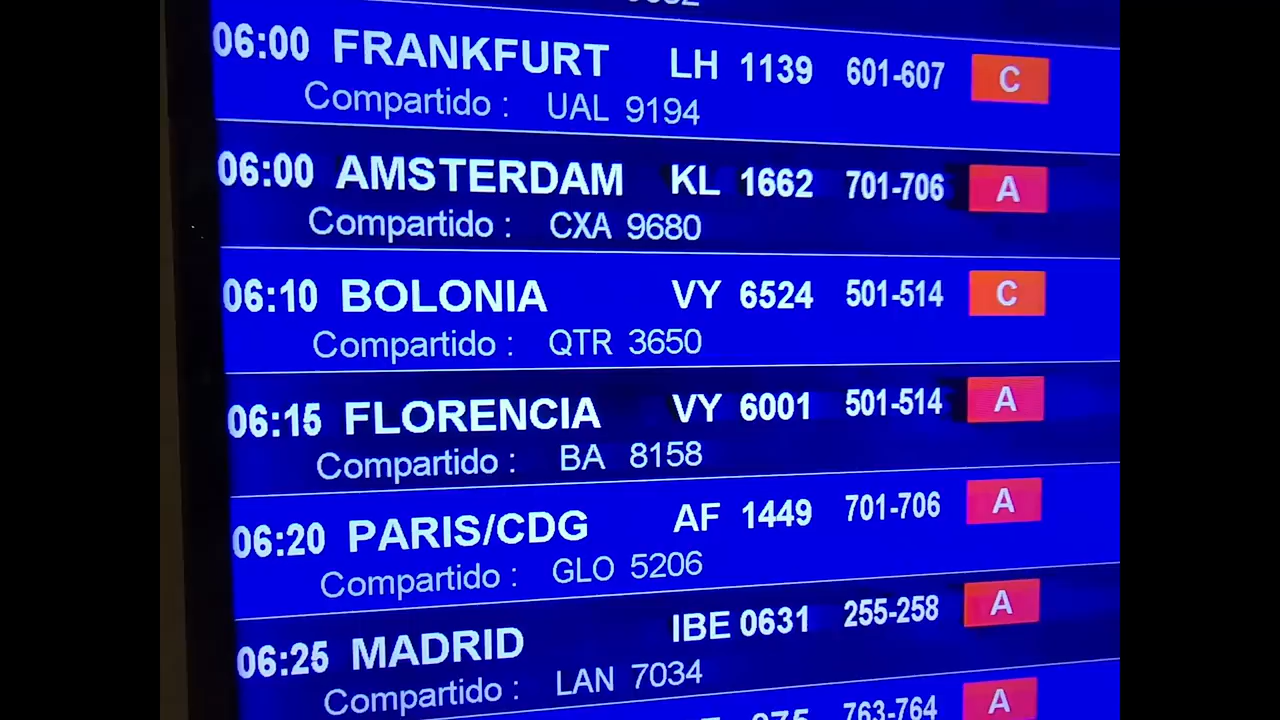 06:00 FRANKFURT LH 1139 601-607 C
Compartido : UAL 9194
06:00 AMSTERDAM KL 1662 701-706 A
Compartido : CXA 9680
06:10 BOLONIA VY 6524 501-514 C
Compartido : QTR 3650
06:15 FLORENCIA VY 6001 501-514 A
Compartido : BA 8158
06:20 PARIS/CDG AF 1449 701-706 A
Compartido : GLO 5206
06:25 MADRID IBE 0631 255-258 A
Compartido : LAN 7034
763-764 A